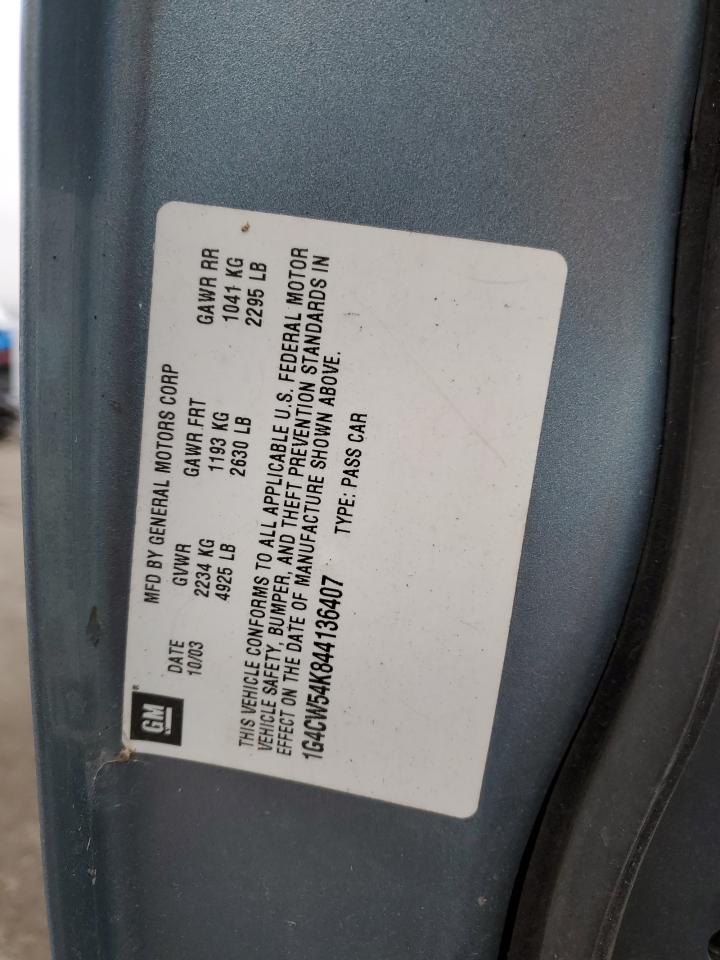 GM®
MFD BY GENERAL MOTORS CORP
DATE GVWR GAWR FRT GAWR RR
10/03 2234 KG 1193 KG 1041 KG
4925 LB 2630 LB 2295 LB
THIS VEHICLE CONFORMS TO ALL APPLICABLE U.S. FEDERAL MOTOR
VEHICLE SAFETY, BUMPER, AND THEFT PREVENTION STANDARDS IN
EFFECT ON THE DATE OF MANUFACTURE SHOWN ABOVE.
1G4CW54K844136407 TYPE: PASS CAR